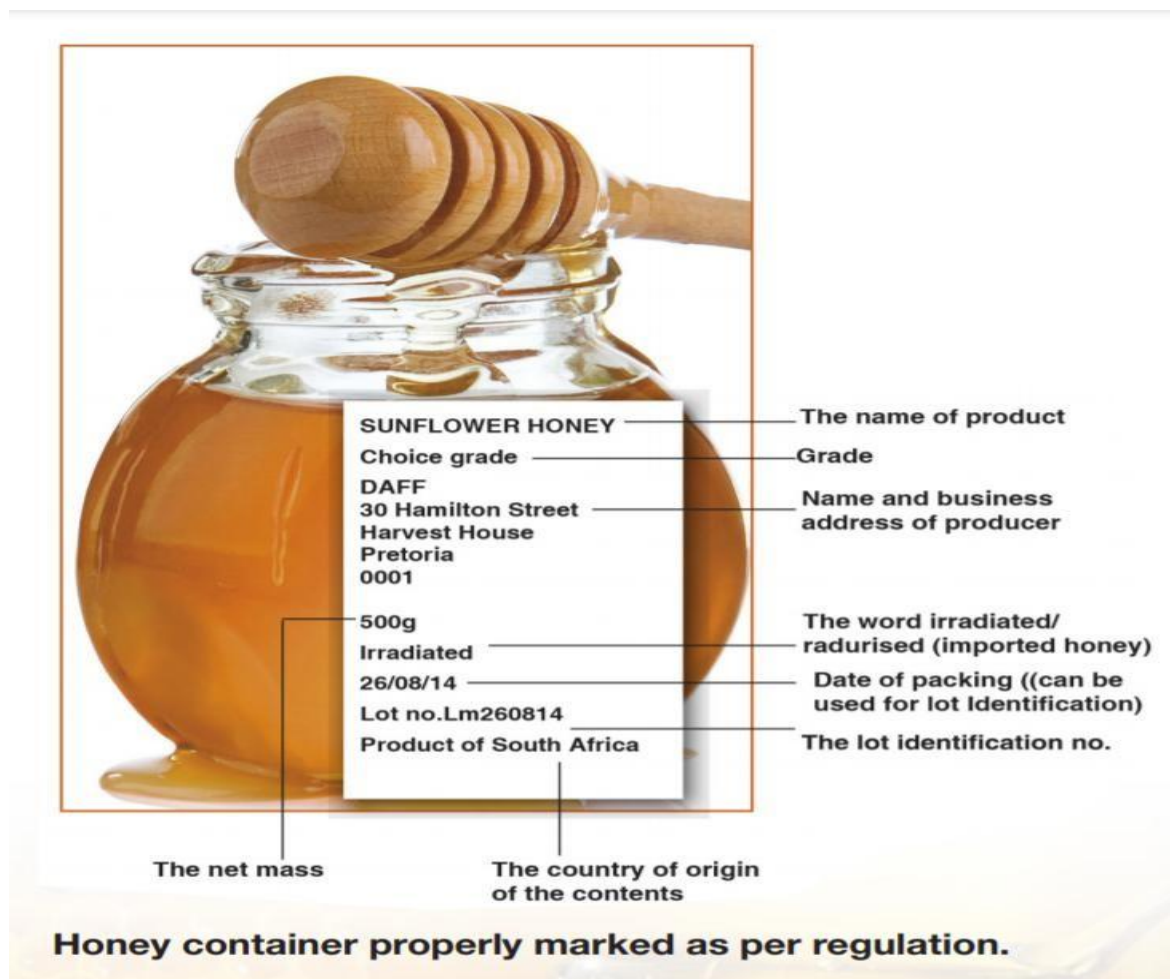 SUNFLOWER HONEY
Choice grade
DAFF
30 Hamilton Street
Harvest House
Pretoria
0001
500g
Irradiated
26/08/14
Lot no.Lm260814
Product of South Africa
The name of product
Grade
Name and business
address of producer
The word irradiated/
radurised (imported honey)
Date of packing ((can be
used for lot Identification)
The lot identification no.
The net mass
The country of origin
of the contents
Honey container properly marked as per regulation.